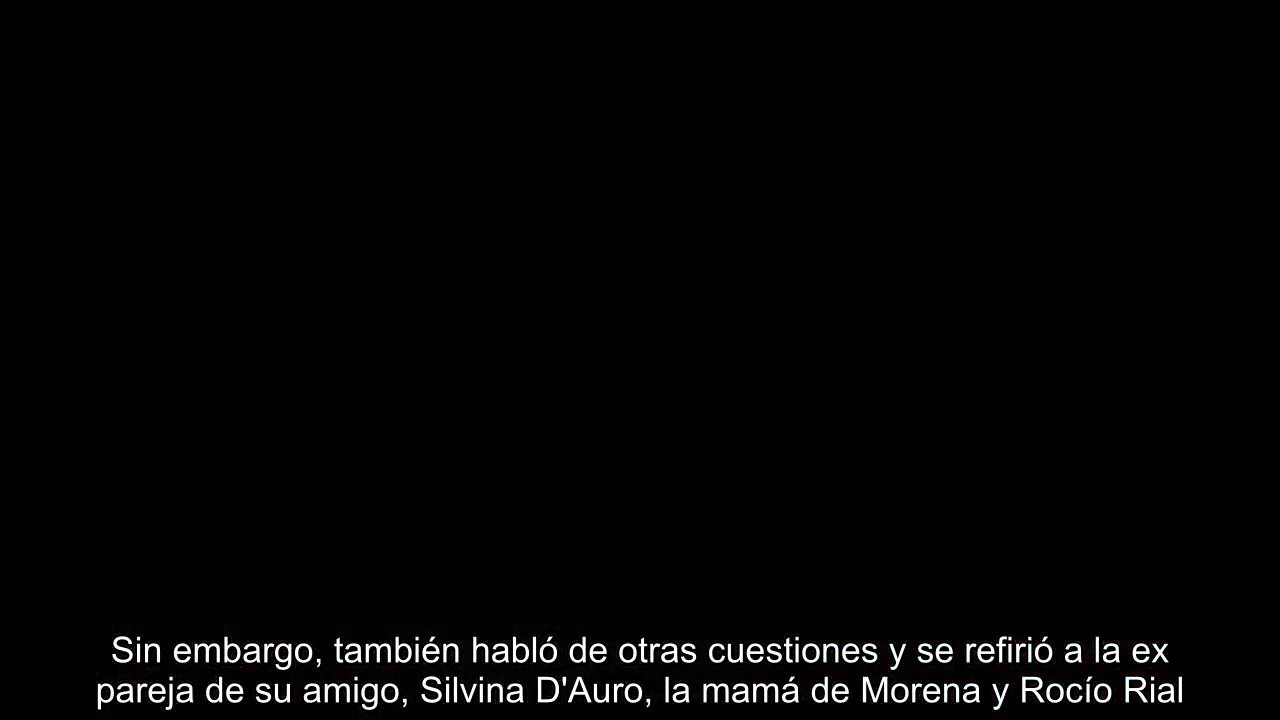 Sin embargo, también habló de otras cuestiones y se refirió a la ex
pareja de su amigo, Silvina D'Auro, la mamá de Morena y Rocío Rial